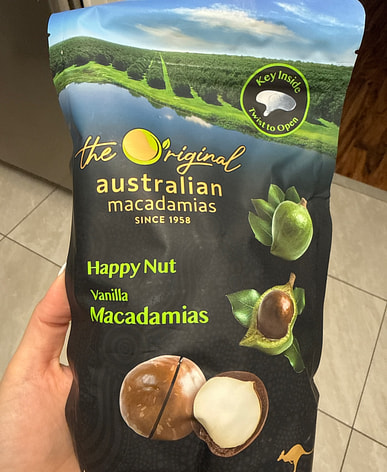 Key Inside
Twist to Open
the Original
australian
macadamias
SINCE 1958
Happy Nut
Vanilla
Macadamias